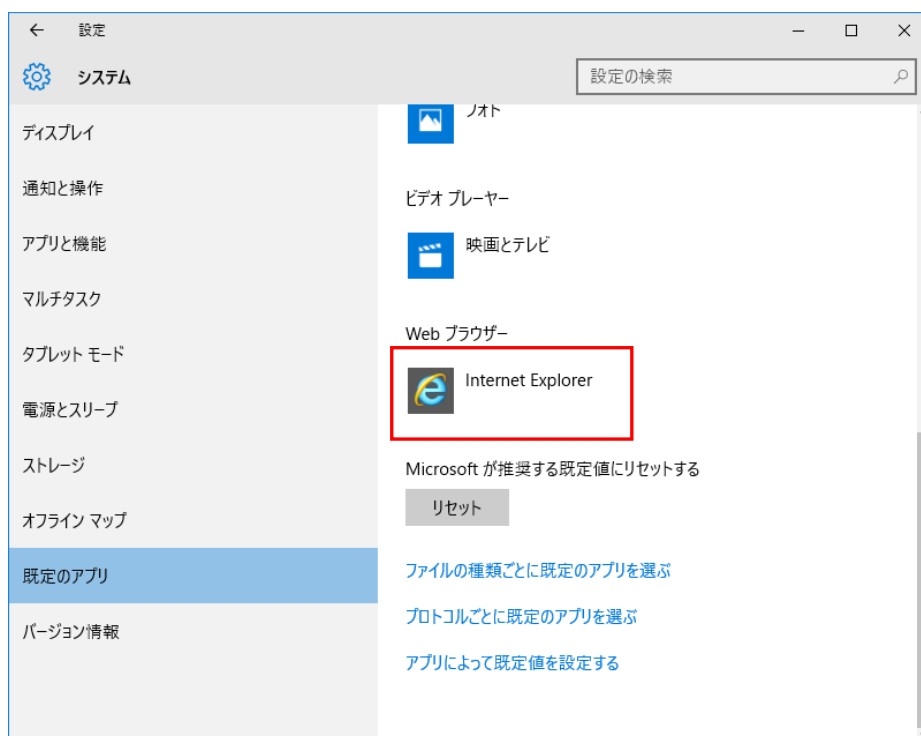 設定
システム
設定の検索
ディスプレイ
通知と操作
アプリと機能
マルチタスク
タブレット モード
電源とスリープ
ストレージ
オフライン マップ
既定のアプリ
バージョン情報
フォト
ビデオ プレーヤー
映画とテレビ
Web ブラウザー
Internet Explorer
Microsoft が推奨する既定値にリセットする
リセット
ファイルの種類ごとに既定のアプリを選ぶ
プロトコルごとに既定のアプリを選ぶ
アプリによって既定値を設定する